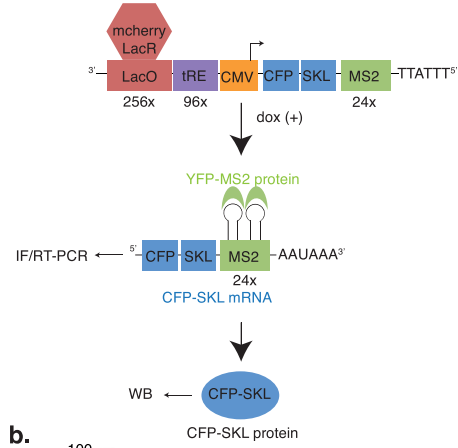 mcherry
LacR
3' LacO tRE CMV CFP SKL MS2 TTATTT5'
256x 96x 24x
dox (+)
YFP-MS2 protein
IF/RT-PCR 5' CFP SKL MS2 AAUAAA3'
24x
CFP-SKL mRNA
WB CFP-SKL
CFP-SKL protein
b.
100